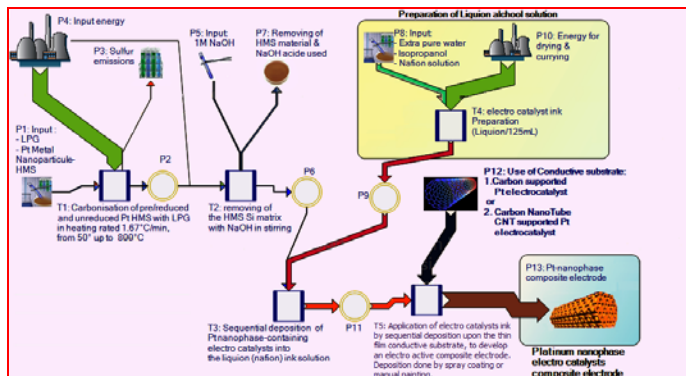 Preparation of Liquion alchool solution
P4: Input energy
P3: Sulfur
emissions
P5: Input:
1M NaOH
P7: Removing of
HMS material &
NaOH acide used
P8: Input:
- Extra pure water
- Isopropanol
- Nafion solution
P10: Energy for
drying &
currying
T4: electro catalyst ink
Preparation
(Liquion/125mL)
P1: Input :
- LPG
- Pt Metal
Nanoparticule-
HMS
P2
T1: Carbonisation of pre/reduced
and unreduced Pt HMS with LPG
in heating rated 1.67°C/min,
from 50° up to 899°C
T2: removing of
the HMS Si matrix
with NaOH in stirring
P6
P9
P12: Use of Conductive substrate:
1.Carbon supported
Pt electrocatalyst
or
2. Carbon NanoTube
CNT supported Pt
electrocatalyst
T3: Sequential deposition of
Pt nanophase-containing
electro catalysts into
the liquion (nafion) ink solution
P11
T5: Application of electro catalysts ink
by sequential deposition upon the thin
film conductive substrate, to develop
an electro active composite electrode.
Deposition done by spray coating or
manual painting
P13: Pt-nanophase
composite electrode
Platinum nanophase
electro catalysts
composite electrode